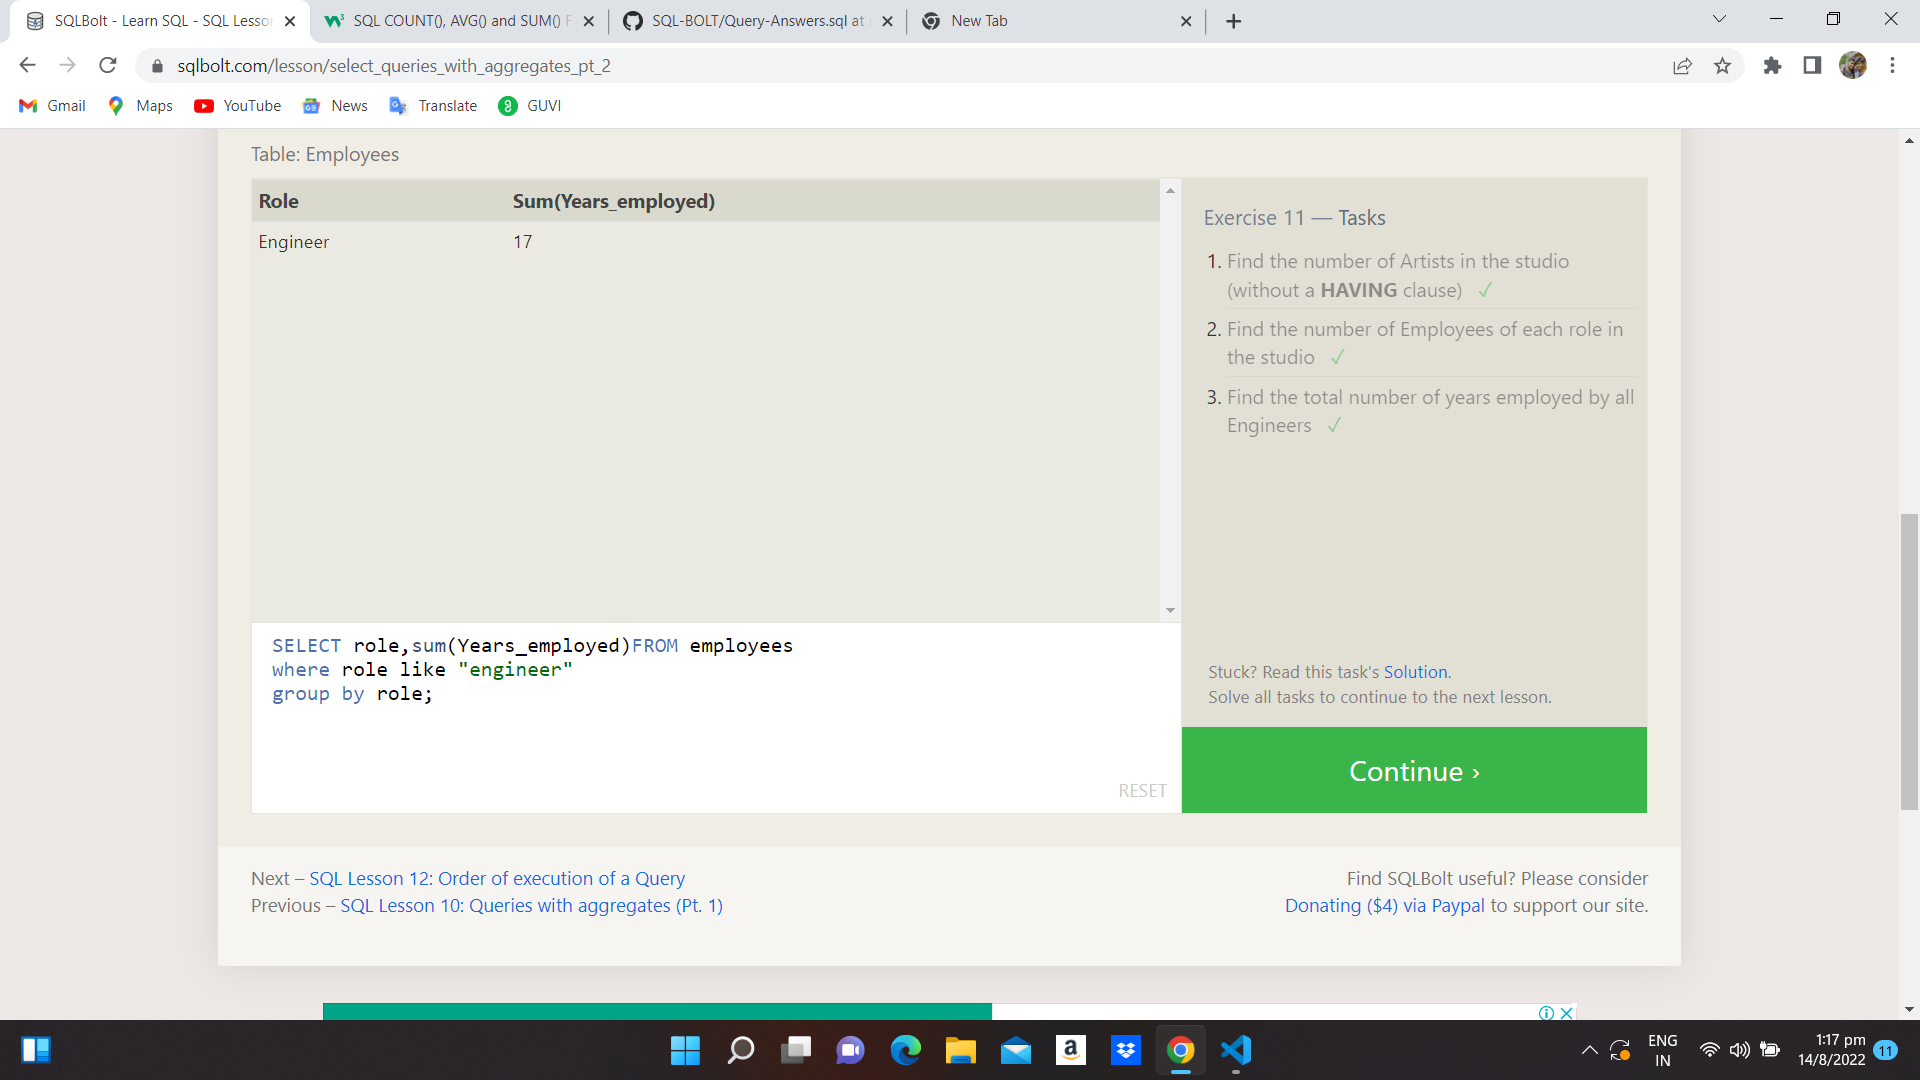 SQLBolt - Learn SQL - SQL Lesson
SQL COUNT(), AVG() and SUM() F
SQL-BOLT/Query-Answers.sql at
New Tab
sqlbolt.com/lesson/select_queries_with_aggregates_pt_2
Gmail
Maps
YouTube
News
Translate
GUVI
Table: Employees
Role Sum(Years_employed)
Engineer 17
Exercise 11 — Tasks
1. Find the number of Artists in the studio
(without a HAVING clause) ✓
2. Find the number of Employees of each role in
the studio ✓
3. Find the total number of years employed by all
Engineers ✓
SELECT role,sum(Years_employed)FROM employees
where role like "engineer"
group by role;
RESET
Stuck? Read this task's Solution.
Solve all tasks to continue to the next lesson.
Continue ›
Next – SQL Lesson 12: Order of execution of a Query
Previous – SQL Lesson 10: Queries with aggregates (Pt. 1)
Find SQLBolt useful? Please consider
Donating ($4) via Paypal to support our site.
ENG
IN
1:17 pm
14/8/2022
11